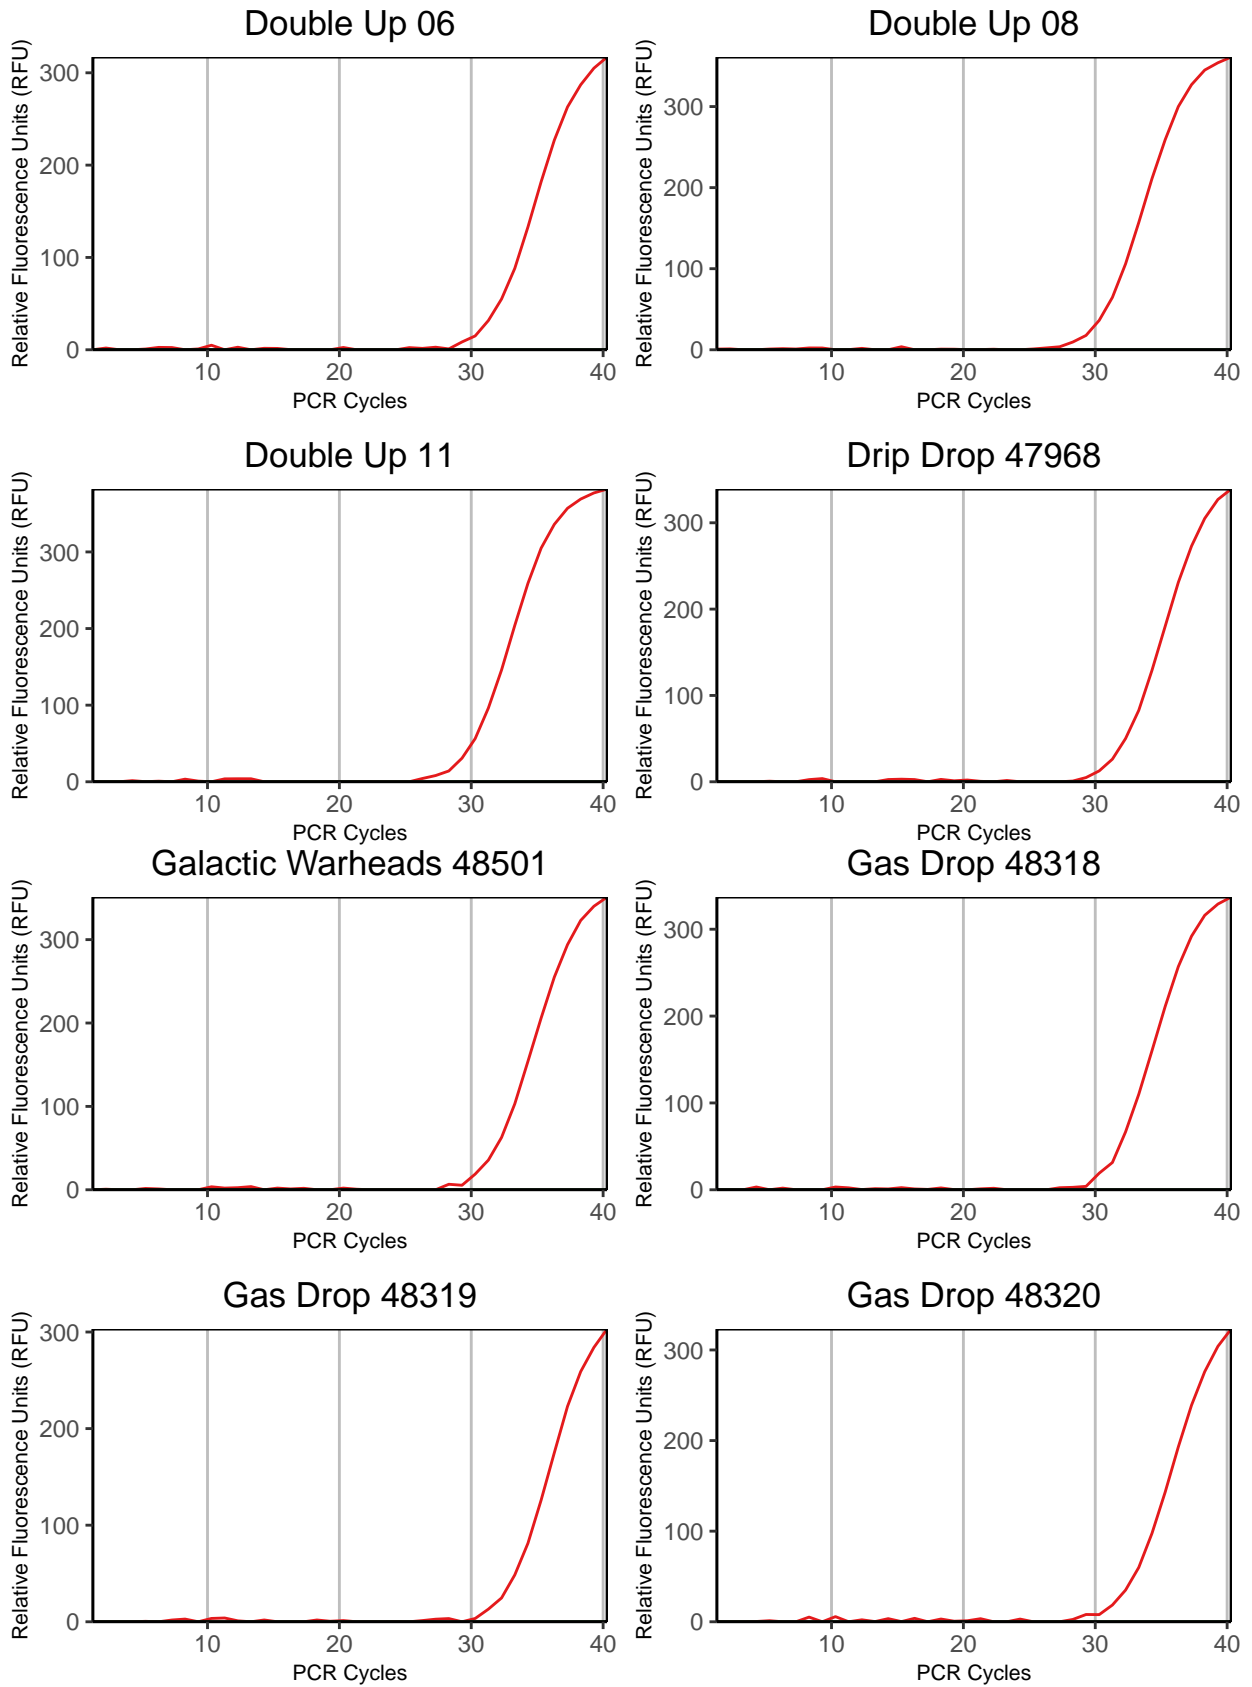 Double Up 06
Relative Fluorescence Units (RFU)
300
200
100
0
10 20 30 40
PCR Cycles
Double Up 08
Relative Fluorescence Units (RFU)
300
200
100
0
10 20 30 40
PCR Cycles
Double Up 11
Relative Fluorescence Units (RFU)
300
200
100
0
10 20 30 40
PCR Cycles
Drip Drop 47968
Relative Fluorescence Units (RFU)
300
200
100
0
10 20 30 40
PCR Cycles
Galactic Warheads 48501
Relative Fluorescence Units (RFU)
300
200
100
0
10 20 30 40
PCR Cycles
Gas Drop 48318
Relative Fluorescence Units (RFU)
300
200
100
0
10 20 30 40
PCR Cycles
Gas Drop 48319
Relative Fluorescence Units (RFU)
300
200
100
0
10 20 30 40
PCR Cycles
Gas Drop 48320
Relative Fluorescence Units (RFU)
300
200
100
0
10 20 30 40
PCR Cycles